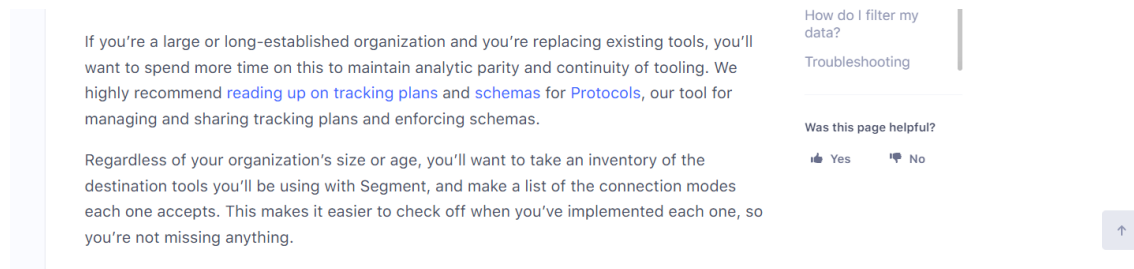 If you’re a large or long-established organization and you’re replacing existing tools, you’ll
want to spend more time on this to maintain analytic parity and continuity of tooling. We
highly recommend reading up on tracking plans and schemas for Protocols, our tool for
managing and sharing tracking plans and enforcing schemas.
Regardless of your organization’s size or age, you’ll want to take an inventory of the
destination tools you’ll be using with Segment, and make a list of the connection modes
each one accepts. This makes it easier to check off when you’ve implemented each one, so
you’re not missing anything.
How do I filter my
data?
Troubleshooting
Was this page helpful?
Yes No